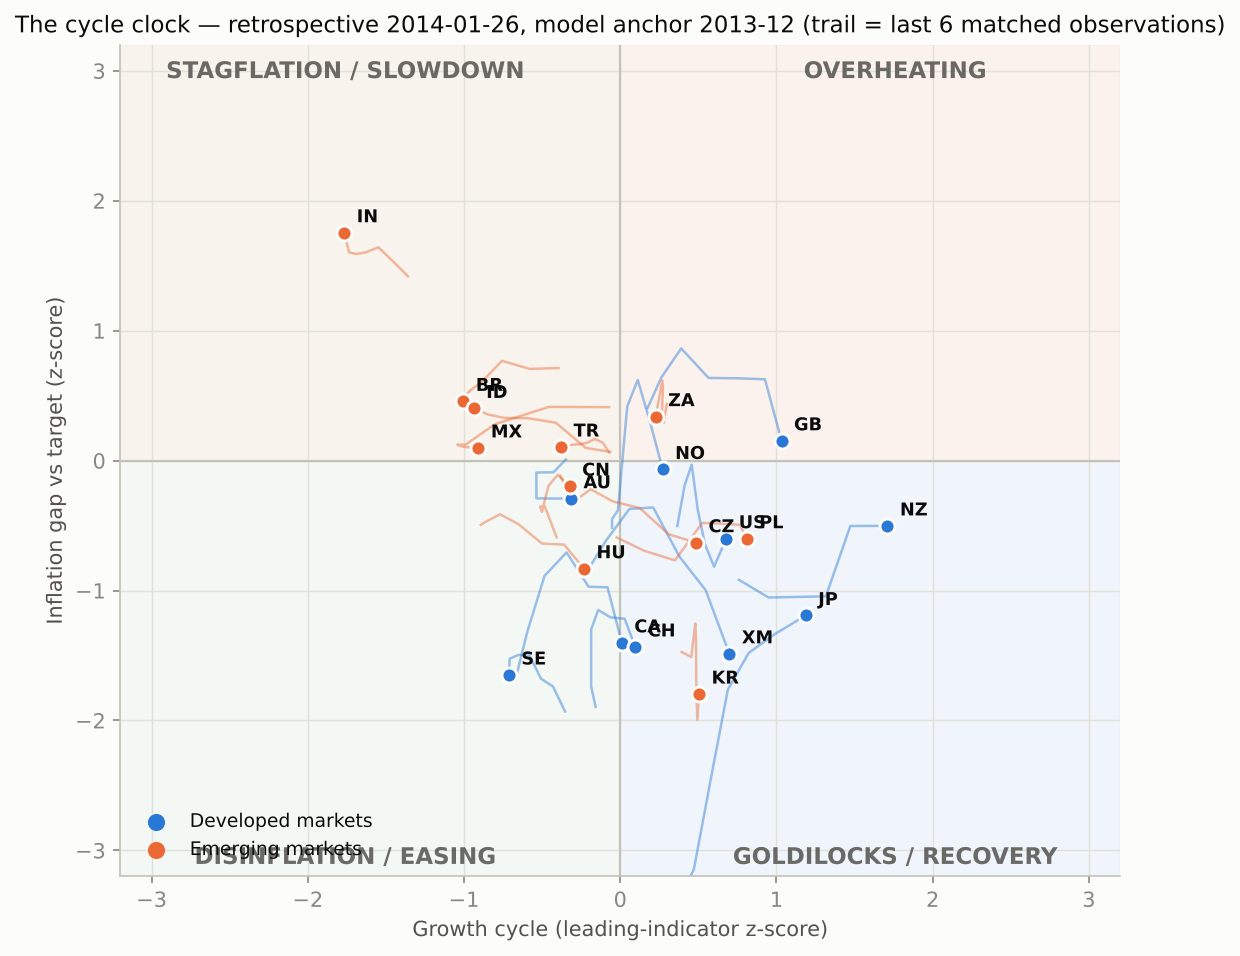 The cycle clock — retrospective 2014-01-26, model anchor 2013-12 (trail = last 6 matched observations)
STAGFLATION / SLOWDOWN
OVERHEATING
3
2
1
0
−1
−2
−3
Inflation gap vs target (z-score)
IN
BR
ID
ZA
MX
TR
GB
NO
CN
AU
NZ
CZ
US
PL
HU
JP
CA
CH
XM
SE
KR
Developed markets
Emerging markets
DISINFLATION / EASING
GOLDILOCKS / RECOVERY
−3
−2
−1
0
1
2
3
Growth cycle (leading-indicator z-score)